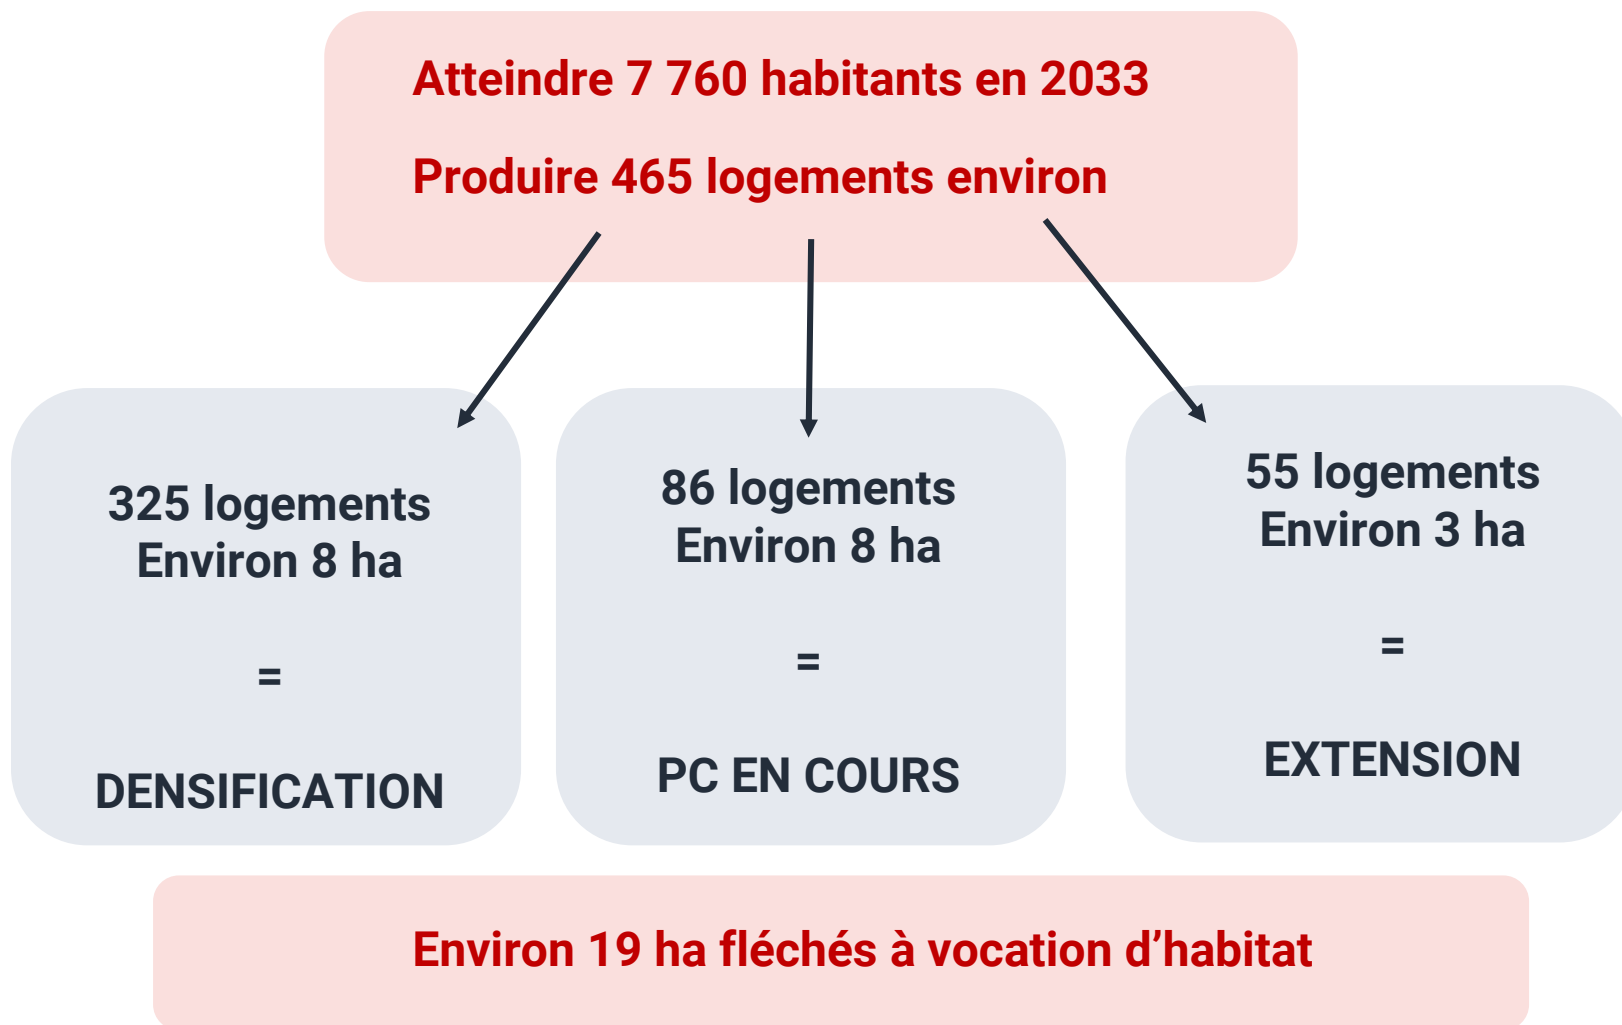 Atteindre 7 760 habitants en 2033
Produire 465 logements environ
325 logements
Environ 8 ha
=
DENSIFICATION
86 logements
Environ 8 ha
=
PC EN COURS
55 logements
Environ 3 ha
=
EXTENSION
Environ 19 ha fléchés à vocation d’habitat